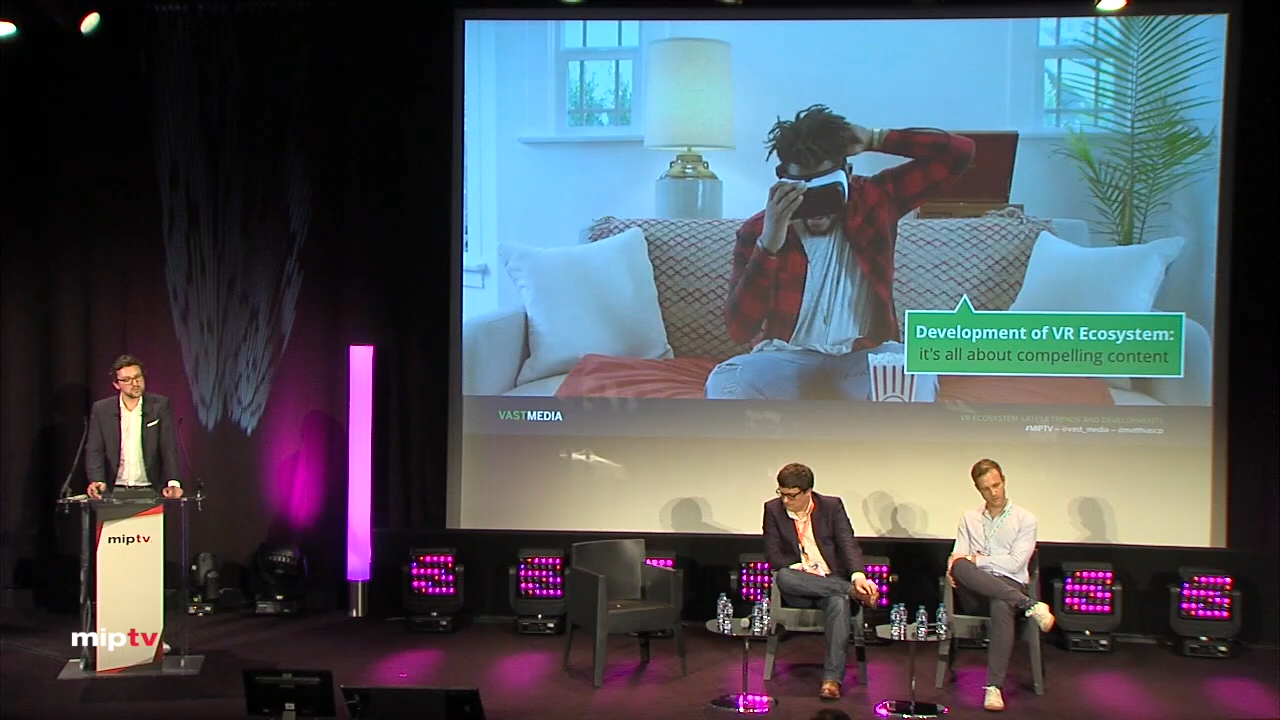 Development of VR Ecosystem:
it's all about compelling content
VASTMEDIA
VR ECOSYSTEM: LATEST TRENDS AND DEVELOPMENTS
#MIPTV – @vast_media – @matthiascp
miptv
miptv